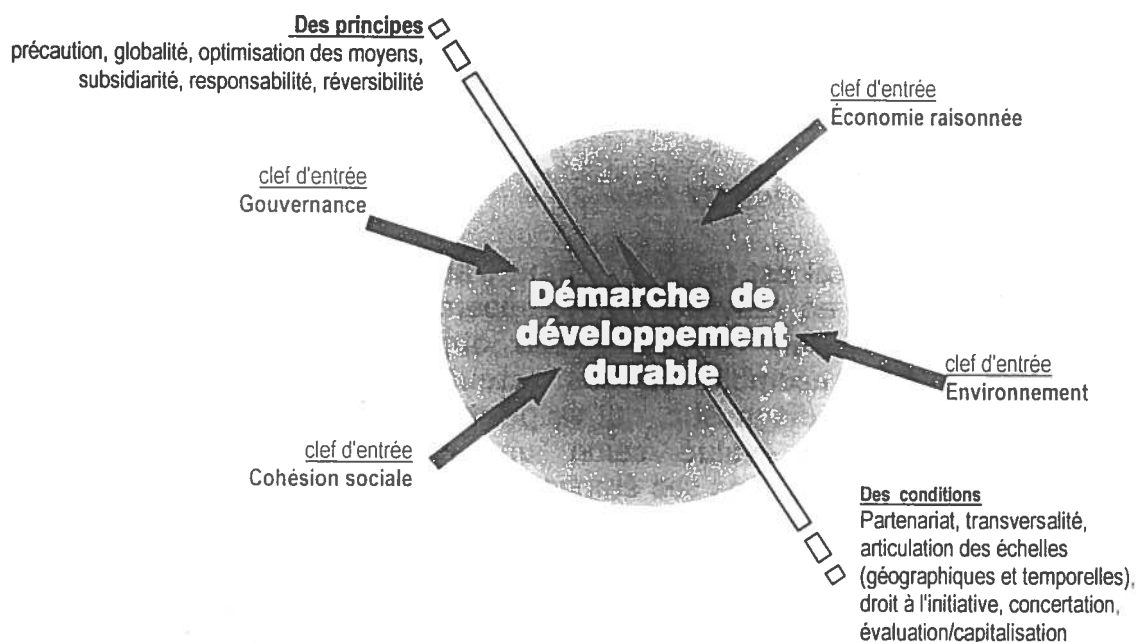 Des principes
précaution, globalité, optimisation des moyens,
subsidiarité, responsabilité, réversibilité
clef d'entrée
Économie raisonnée
clef d'entrée
Gouvernance
Démarche de
développement
durable
clef d'entrée
Environnement
clef d'entrée
Cohésion sociale
Des conditions
Partenariat, transversalité,
articulation des échelles
(géographiques et temporelles),
droit à l'initiative, concertation,
évaluation/capitalisation